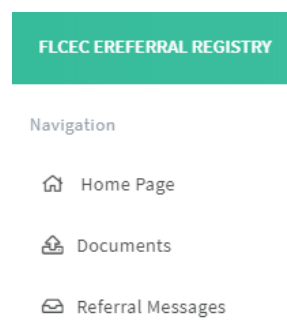 FLCEC EREFERRAL REGISTRY
Navigation
Home Page
Documents
Referral Messages